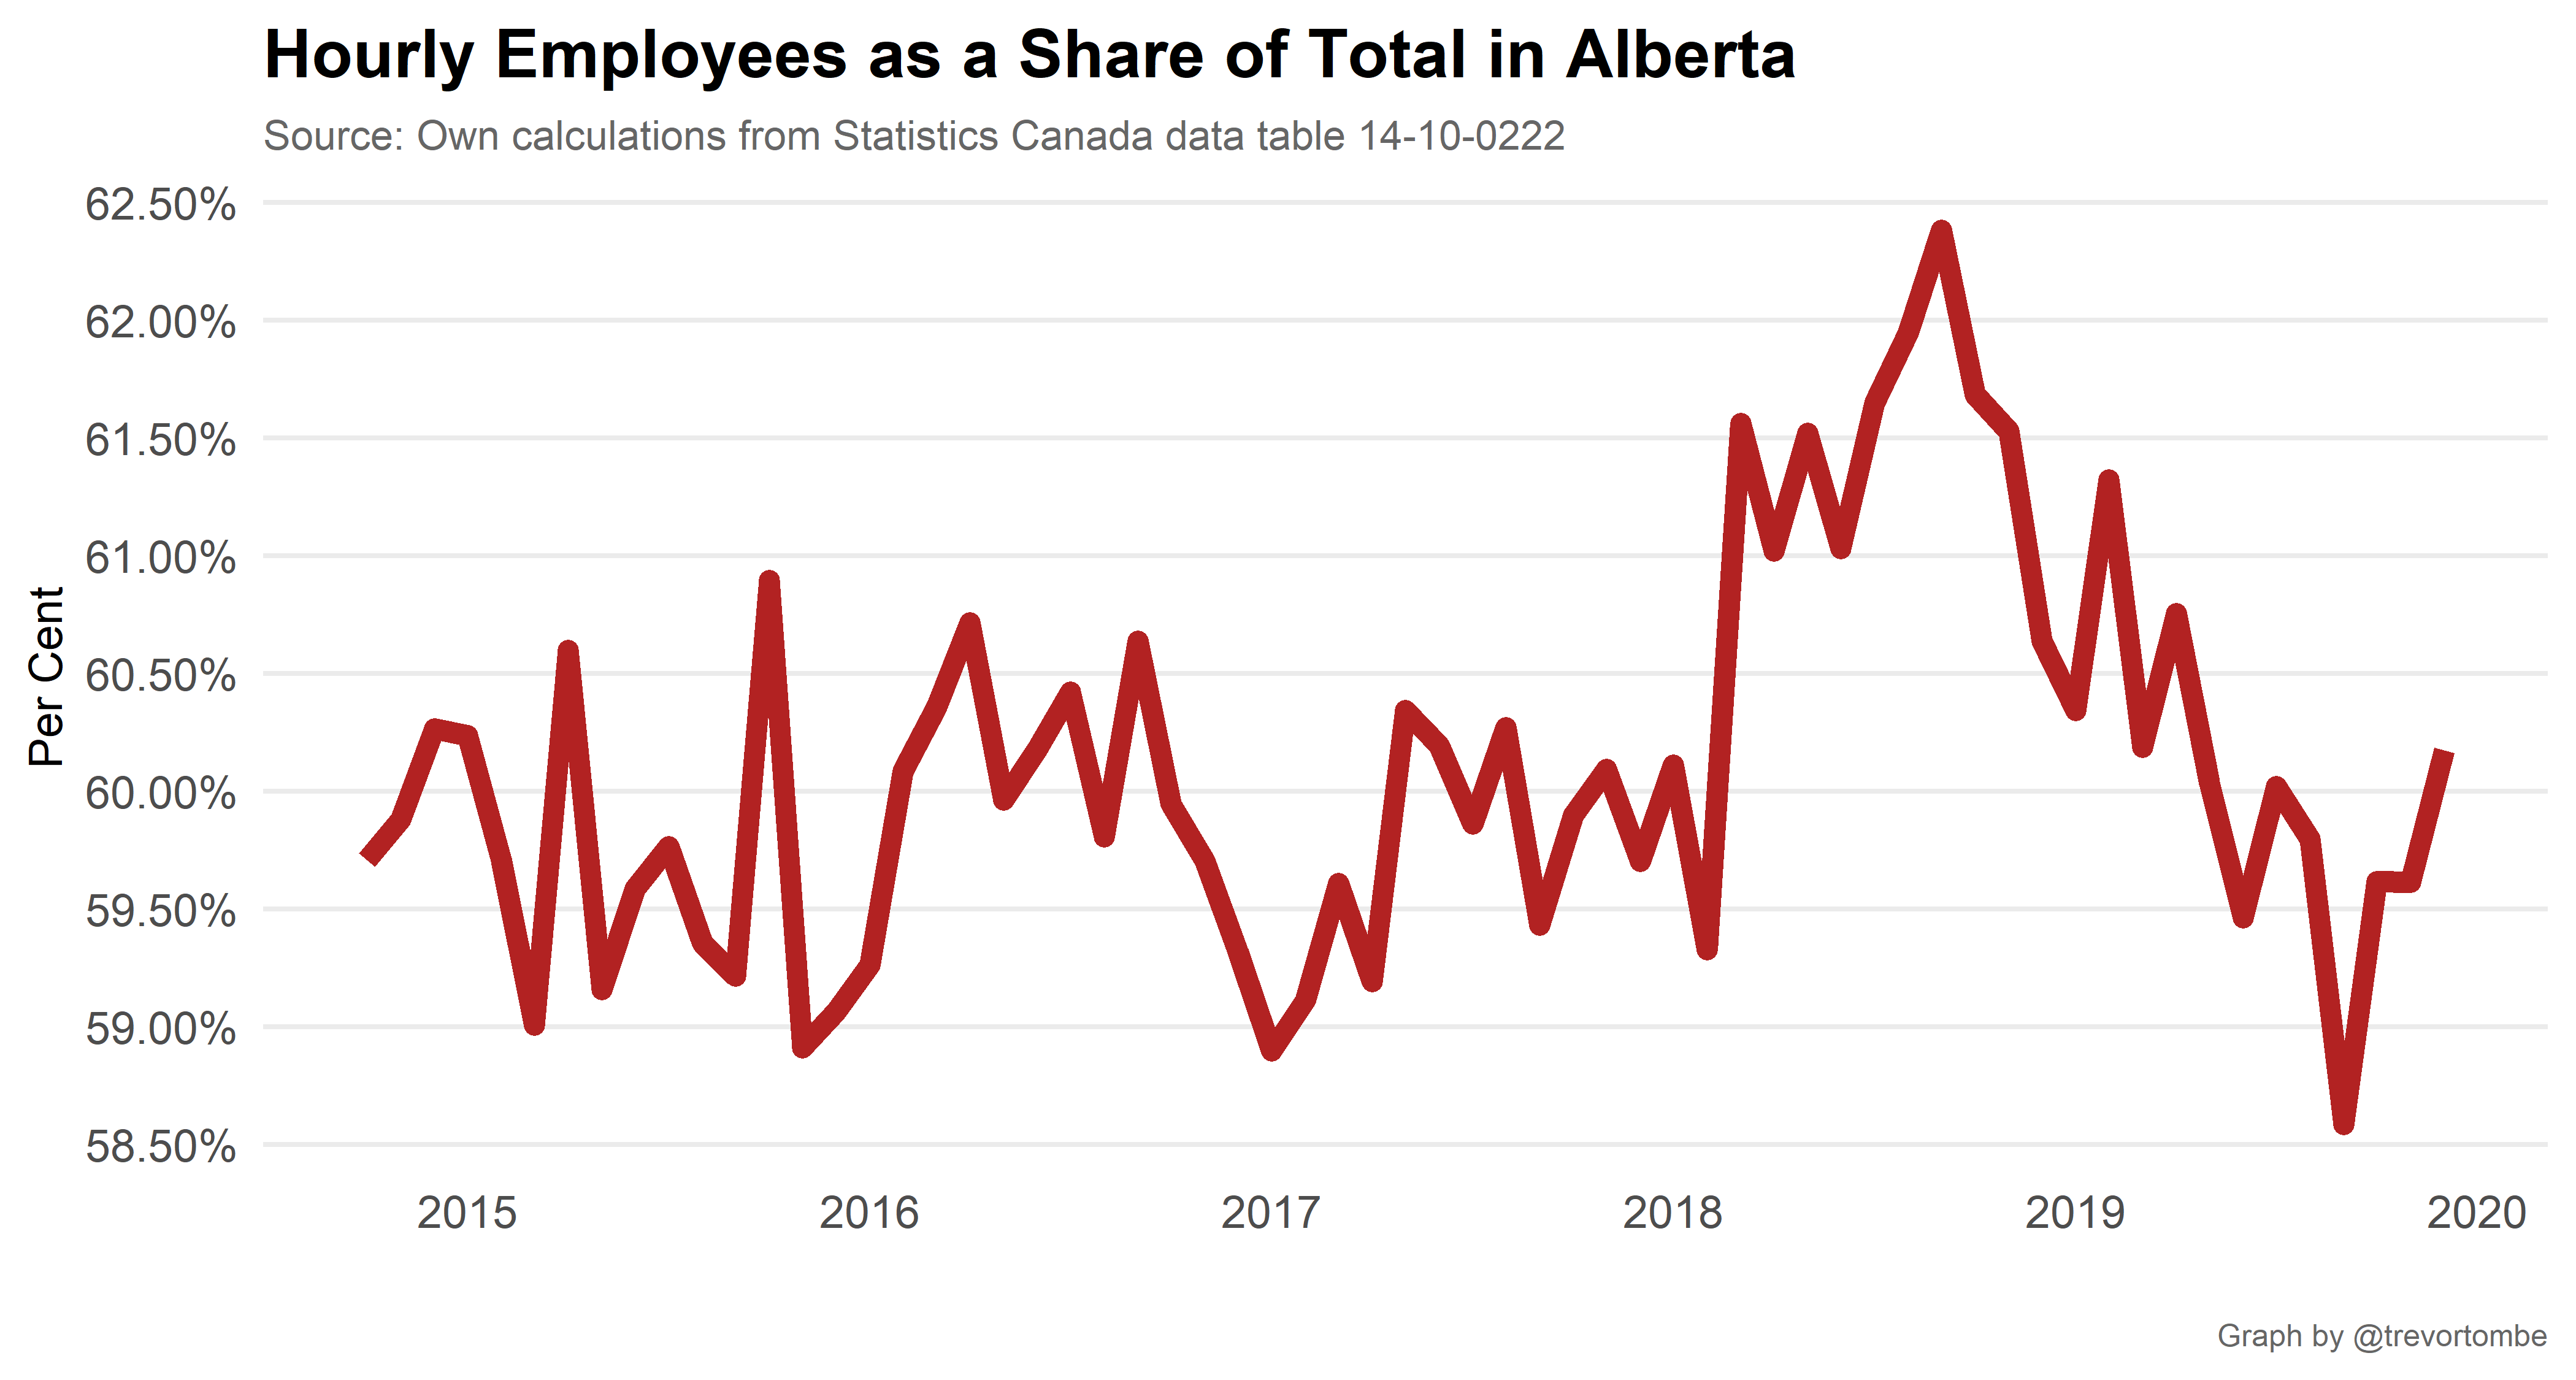 Hourly Employees as a Share of Total in Alberta
Source: Own calculations from Statistics Canada data table 14-10-0222
62.50%
62.00%
61.50%
61.00%
60.50%
60.00%
59.50%
59.00%
58.50%
Per Cent
2015 2016 2017 2018 2019 2020
Graph by @trevortombe